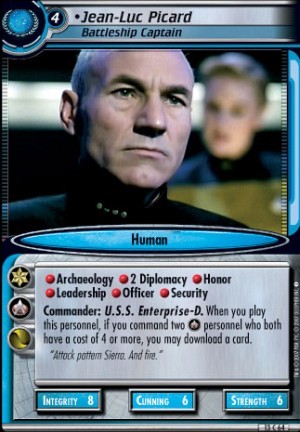 4
•Jean-Luc Picard
Battleship Captain
Human
Archaeology 2 Diplomacy Honor
Leadership Officer Security
Commander: U.S.S. Enterprise-D. When you play
this personnel, if you command two personnel who both
have a cost of 4 or more, you may download a card.
"Attack pattern Sierra. And fire."
INTEGRITY 8 CUNNING 6 STRENGTH 6